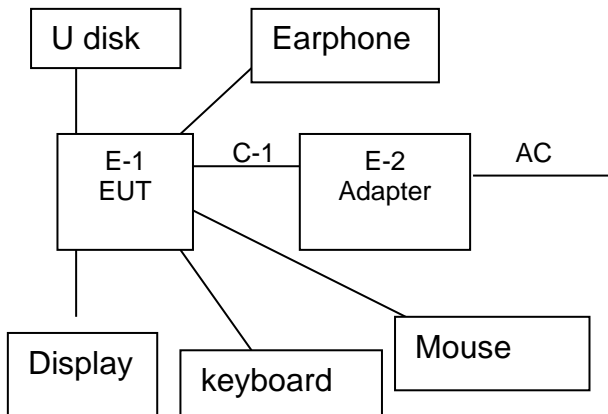 U disk
Earphone
E-1
EUT
C-1
E-2
Adapter
AC
Display
keyboard
Mouse